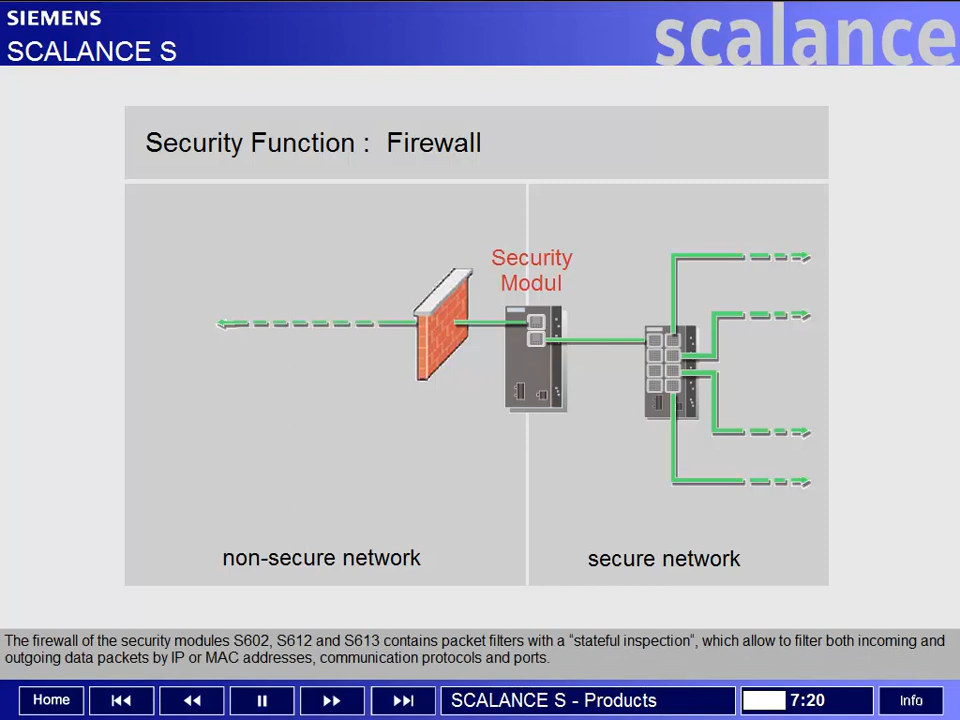 SIEMENS
SCALANCE S
scalance
Security Function : Firewall
Security
Modul
non-secure network
secure network
The firewall of the security modules S602, S612 and S613 contains packet filters with a “stateful inspection“, which allow to filter both incoming and
outgoing data packets by IP or MAC addresses, communication protocols and ports.
Home
SCALANCE S - Products
7:20
Info